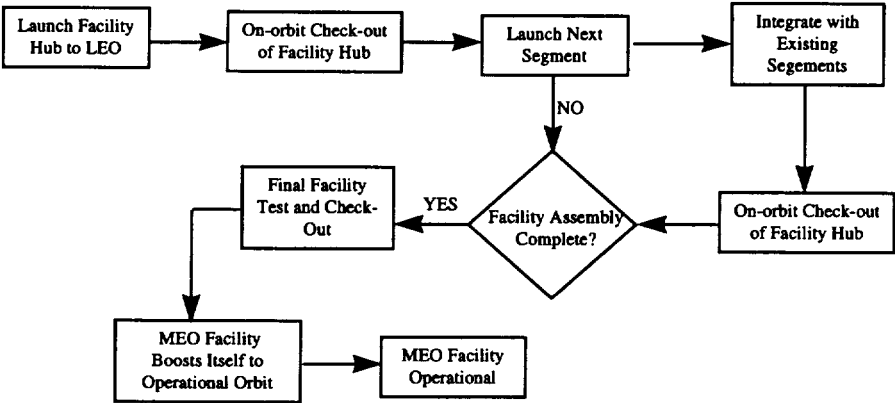 Launch Facility
Hub to LEO
On-orbit Check-out
of Facility Hub
Launch Next
Segment
Integrate with
Existing
Segements
NO
On-orbit Check-out
of Facility Hub
Facility Assembly
Complete?
YES
Final Facility
Test and Check-
Out
MEO Facility
Boosts Itself to
Operational Orbit
MEO Facility
Operational